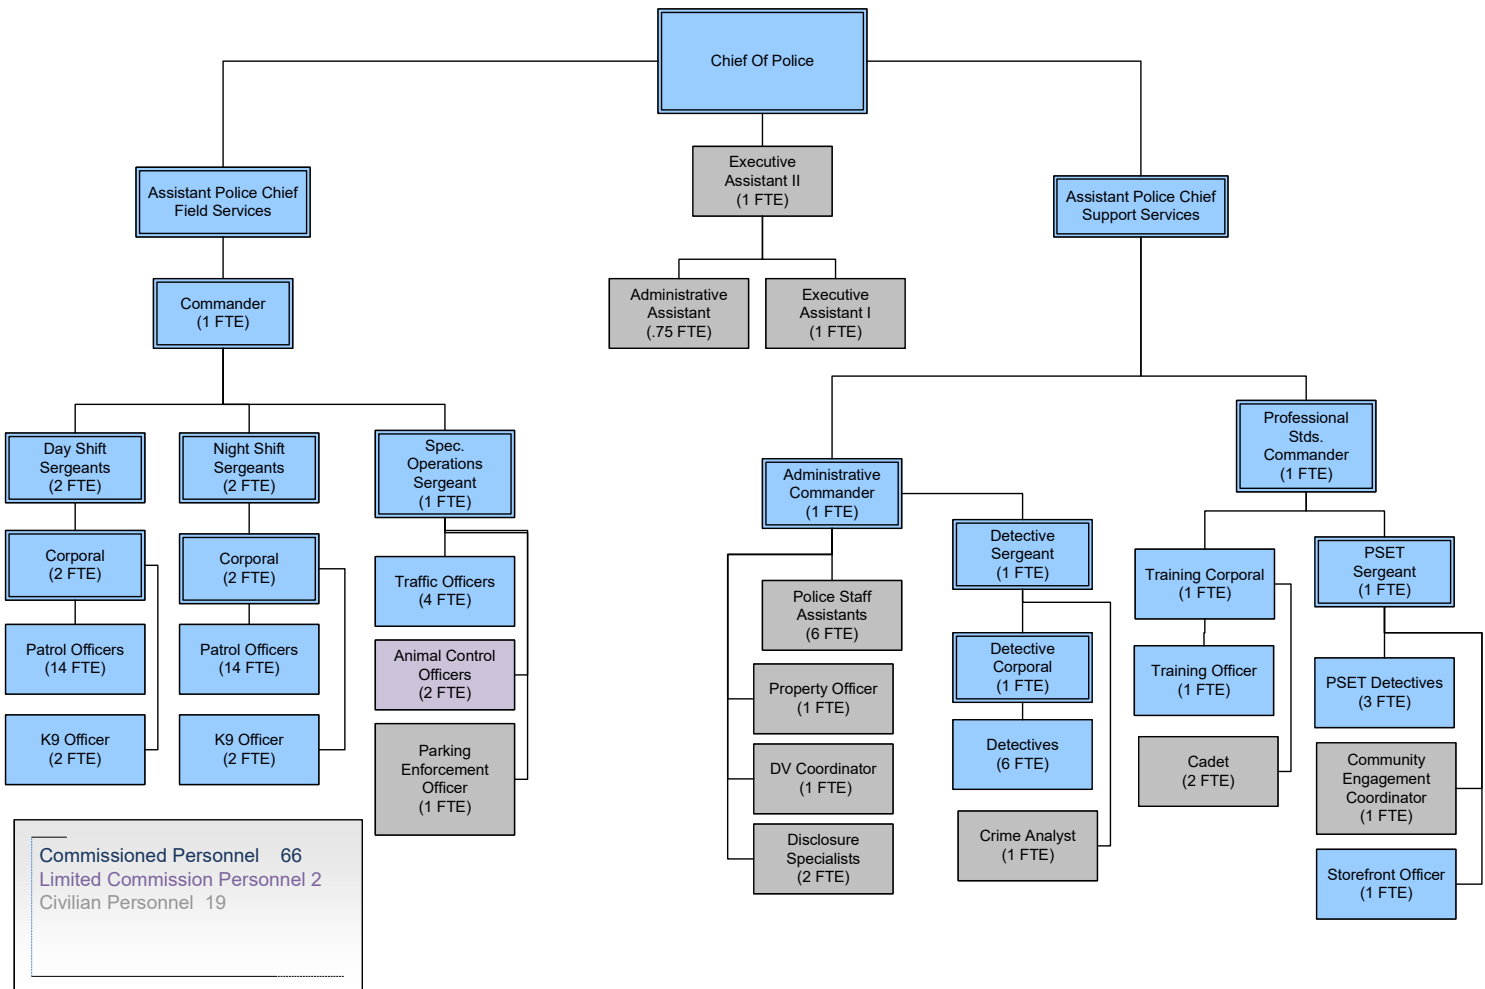 Chief Of Police
Executive
Assistant II
(1 FTE)
Assistant Police Chief
Field Services
Assistant Police Chief
Support Services
Commander
(1 FTE)
Administrative
Assistant
(.75 FTE)
Executive
Assistant I
(1 FTE)
Day Shift
Sergeants
(2 FTE)
Night Shift
Sergeants
(2 FTE)
Spec.
Operations
Sergeant
(1 FTE)
Corporal
(2 FTE)
Corporal
(2 FTE)
Traffic Officers
(4 FTE)
Patrol Officers
(14 FTE)
Patrol Officers
(14 FTE)
Animal Control
Officers
(2 FTE)
K9 Officer
(2 FTE)
K9 Officer
(2 FTE)
Parking
Enforcement
Officer
(1 FTE)
Administrative
Commander
(1 FTE)
Professional
Stds.
Commander
(1 FTE)
Police Staff
Assistants
(6 FTE)
Property Officer
(1 FTE)
DV Coordinator
(1 FTE)
Disclosure
Specialists
(2 FTE)
Detective
Sergeant
(1 FTE)
Detective
Corporal
(1 FTE)
Detectives
(6 FTE)
Crime Analyst
(1 FTE)
Training Corporal
(1 FTE)
Training Officer
(1 FTE)
Cadet
(2 FTE)
PSET
Sergeant
(1 FTE)
PSET Detectives
(3 FTE)
Community
Engagement
Coordinator
(1 FTE)
Storefront Officer
(1 FTE)
Commissioned Personnel 66
Limited Commission Personnel 2
Civilian Personnel 19